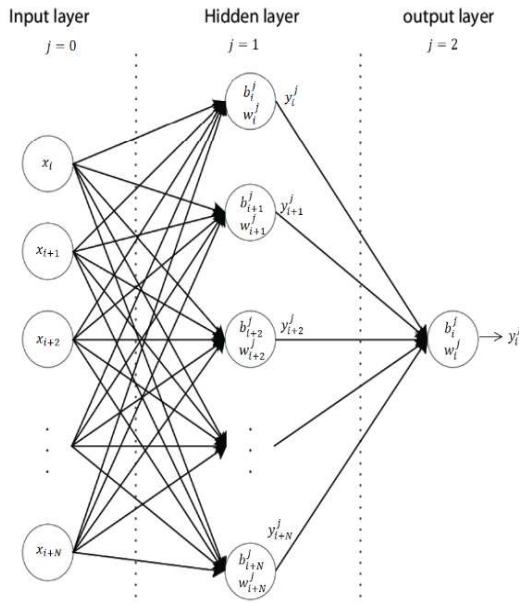 Input layer Hidden layer output layer
j = 0 j = 1 j = 2
b_i^j y_i^j
w_i^j
x_i
b_{i+1}^j y_{i+1}^j
w_{i+1}^j
x_{i+1}
x_{i+2} b_{i+2}^j y_{i+2}^j b_i^j y_i^j
w_{i+2}^j w_i^j
y_{i+N}^j
x_{i+N} b_{i+N}^j
w_{i+N}^j